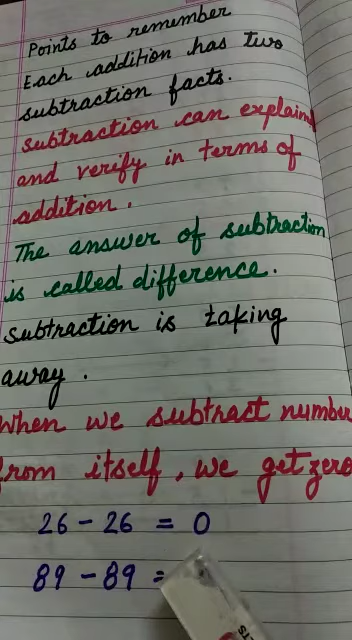 Points to remember
Each addition has two
subtraction facts.
subtraction can explained
and verify in terms of
addition.
The answer of subtraction
is called difference.
subtraction is taking
away.
When we subtract number
from itself, we get zero
26 - 26 = 0
89 - 89 =